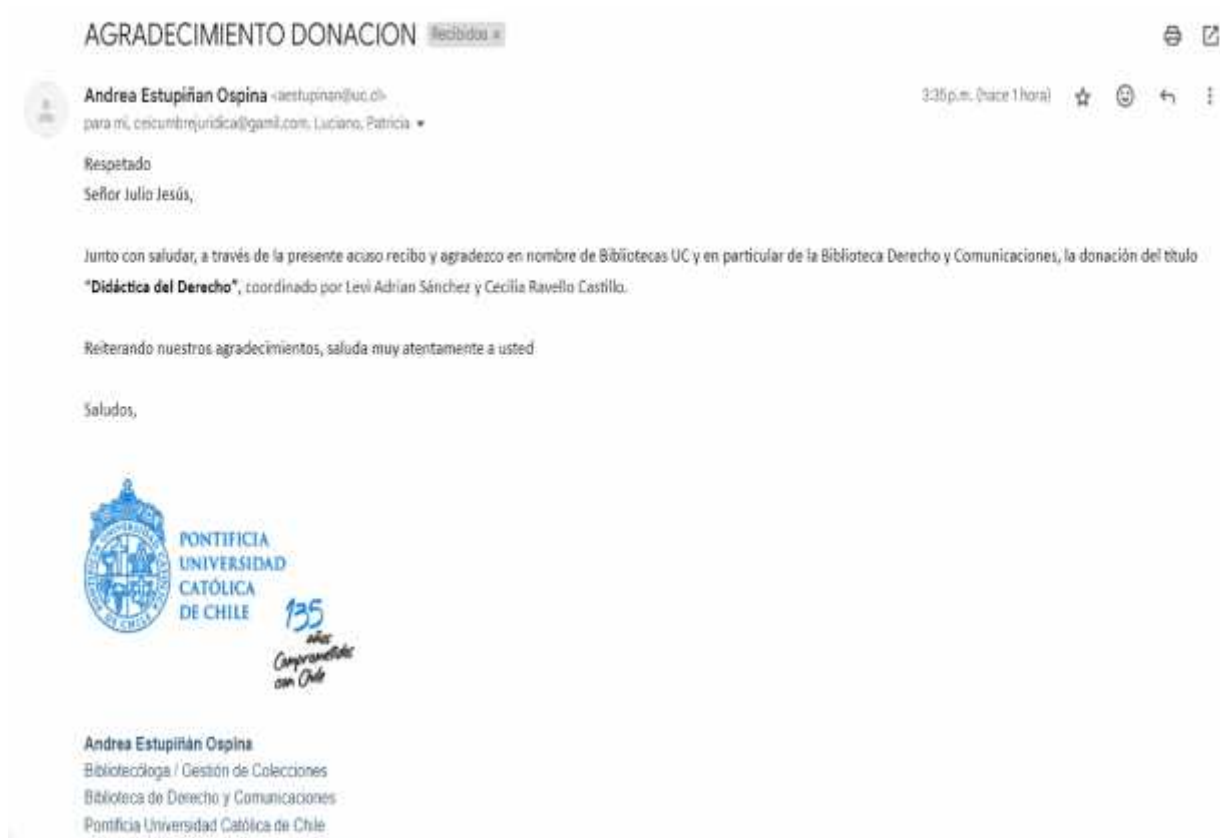 AGRADECIMIENTO DONACION Recibidos x
Andrea Estupiñan Ospina <aestupinan@uc.cl>
3:35 p.m. (hace 1 hora)
para mi, ceicumbrejuridica@gamil.com, Luciano, Patricia
Respetado
Señor Julio Jesús,
Junto con saludar, a través de la presente acuso recibo y agradezco en nombre de Bibliotecas UC y en particular de la Biblioteca Derecho y Comunicaciones, la donación del título
"Didáctica del Derecho", coordinado por Levi Adrian Sánchez y Cecilia Ravello Castillo.
Reiterando nuestros agradecimientos, saluda muy atentamente a usted
Saludos,
PONTIFICIA
UNIVERSIDAD
CATÓLICA
DE CHILE
135
años
Comprometidos
con Chile
Andrea Estupiñán Ospina
Bibliotecóloga / Gestión de Colecciones
Biblioteca de Derecho y Comunicaciones
Pontificia Universidad Católica de Chile